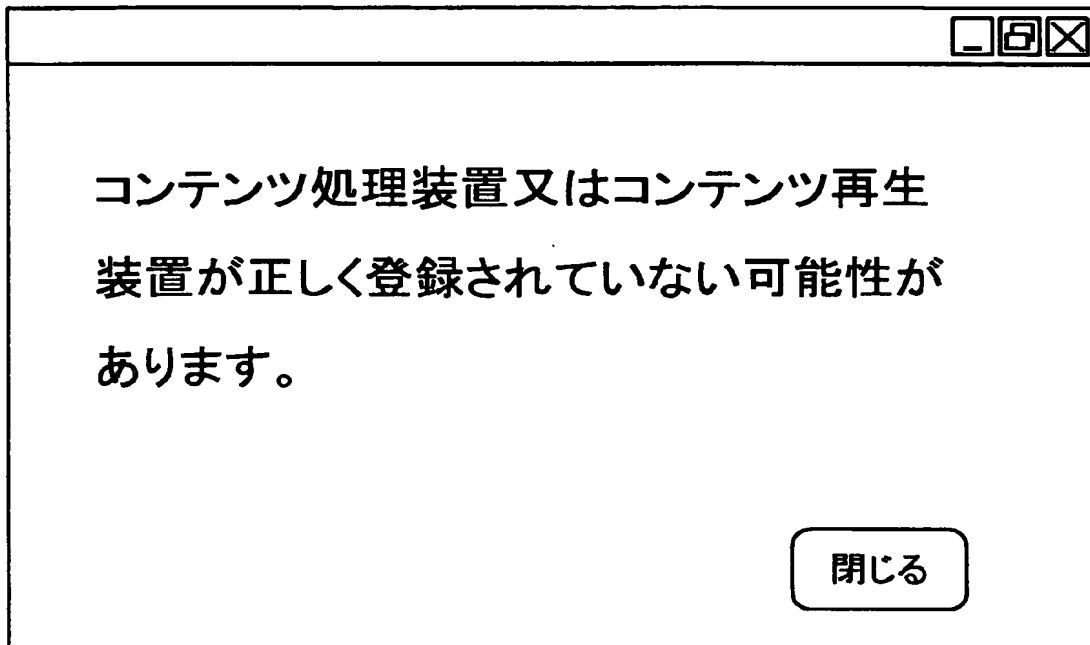 コンテンツ処理装置又はコンテンツ再生
装置が正しく登録されていない可能性が
あります。
閉じる